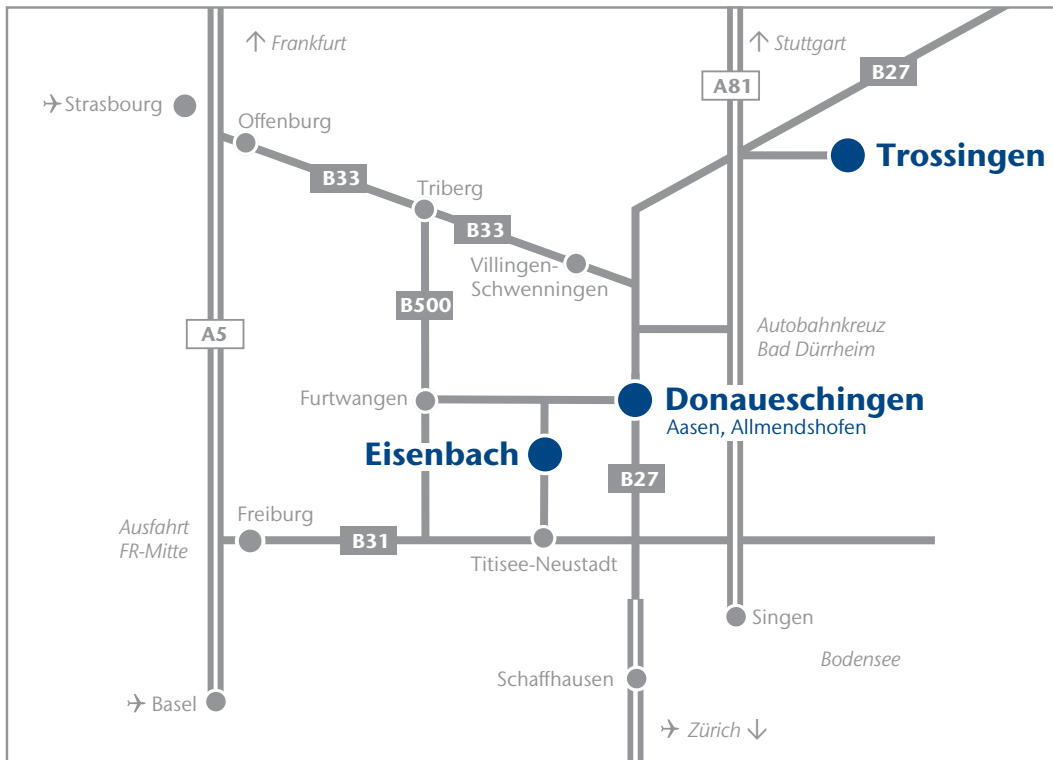 ↑ Frankfurt
↑ Stuttgart
B27
A81
Strasbourg
Offenburg
Trossingen
B33
Triberg
B33
Villingen-
Schwenningen
B500
A5
Autobahnkreuz
Bad Dürrheim
Furtwangen
Donaueschingen
Aasen, Allmendshofen
Eisenbach
B27
Freiburg
Ausfahrt
FR-Mitte
B31
Titisee-Neustadt
Singen
Bodensee
Schaffhausen
Basel
Zürich ↓